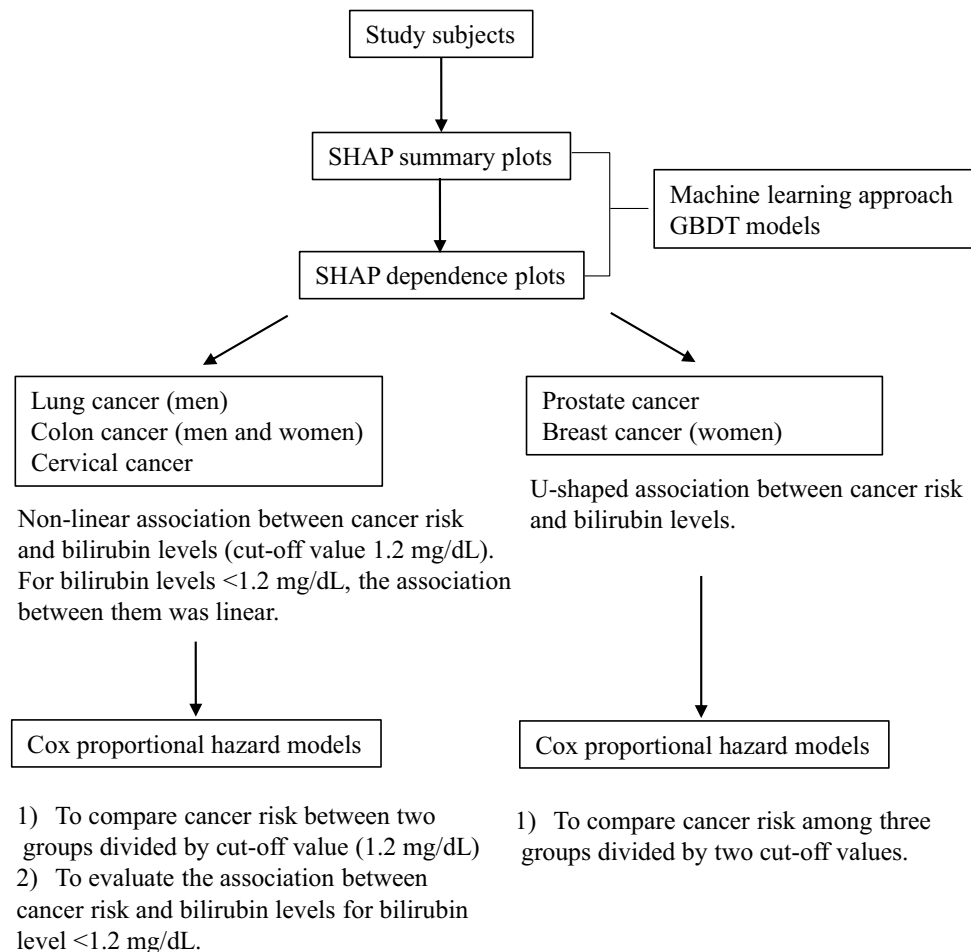 Study subjects
SHAP summary plots
Machine learning approach
GBDT models
SHAP dependence plots
Lung cancer (men)
Colon cancer (men and women)
Cervical cancer
Prostate cancer
Breast cancer (women)
Non-linear association between cancer risk
and bilirubin levels (cut-off value 1.2 mg/dL).
For bilirubin levels <1.2 mg/dL, the association
between them was linear.
U-shaped association between cancer risk
and bilirubin levels.
Cox proportional hazard models
Cox proportional hazard models
1) To compare cancer risk between two
groups divided by cut-off value (1.2 mg/dL)
2) To evaluate the association between
cancer risk and bilirubin levels for bilirubin
level <1.2 mg/dL.
1) To compare cancer risk among three
groups divided by two cut-off values.